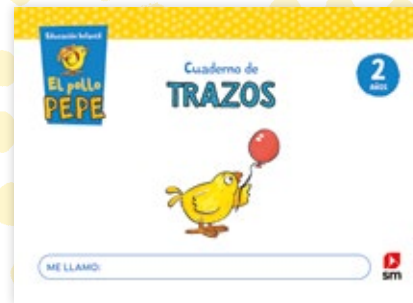 Educación Infantil
El pollo
PEPE
Cuaderno de
TRAZOS
2
AÑOS
ME LLAMO:
sm